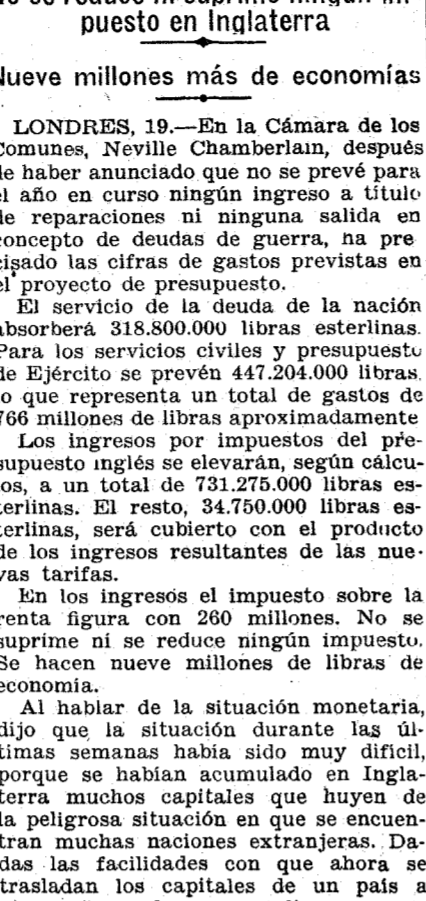 puesto en Inglaterra
Nueve millones más de economías
LONDRES, 19.—En la Cámara de los
Comunes, Neville Chamberlain, después
de haber anunciado que no se prevé para
el año en curso ningún ingreso a título
de reparaciones ni ninguna salida en
concepto de deudas de guerra, ha pre
cisado las cifras de gastos previstas en
el proyecto de presupuesto.
El servicio de la deuda de la nación
absorberá 318.800.000 libras esterlinas.
Para los servicios civiles y presupuesto
de Ejército se prevén 447.204.000 libras,
lo que representa un total de gastos de
766 millones de libras aproximadamente
Los ingresos por impuestos del pre-
supuesto inglés se elevarán, según cálcu-
los, a un total de 731.275.000 libras es-
terlinas. El resto, 34.750.000 libras es-
terlinas, será cubierto con el producto
de los ingresos resultantes de las nue-
vas tarifas.
En los ingresos el impuesto sobre la
renta figura con 260 millones. No se
suprime ni se reduce ningún impuesto.
Se hacen nueve millones de libras de
economia.
Al hablar de la situación monetaria,
dijo que la situación durante las úl-
timas semanas había sido muy difícil,
porque se habían acumulado en Ingla-
terra muchos capitales que huyen de
la peligrosa situación en que se encuen-
tran muchas naciones extranjeras. Da-
das las facilidades con que ahora se
trasladan los capitales de un país a